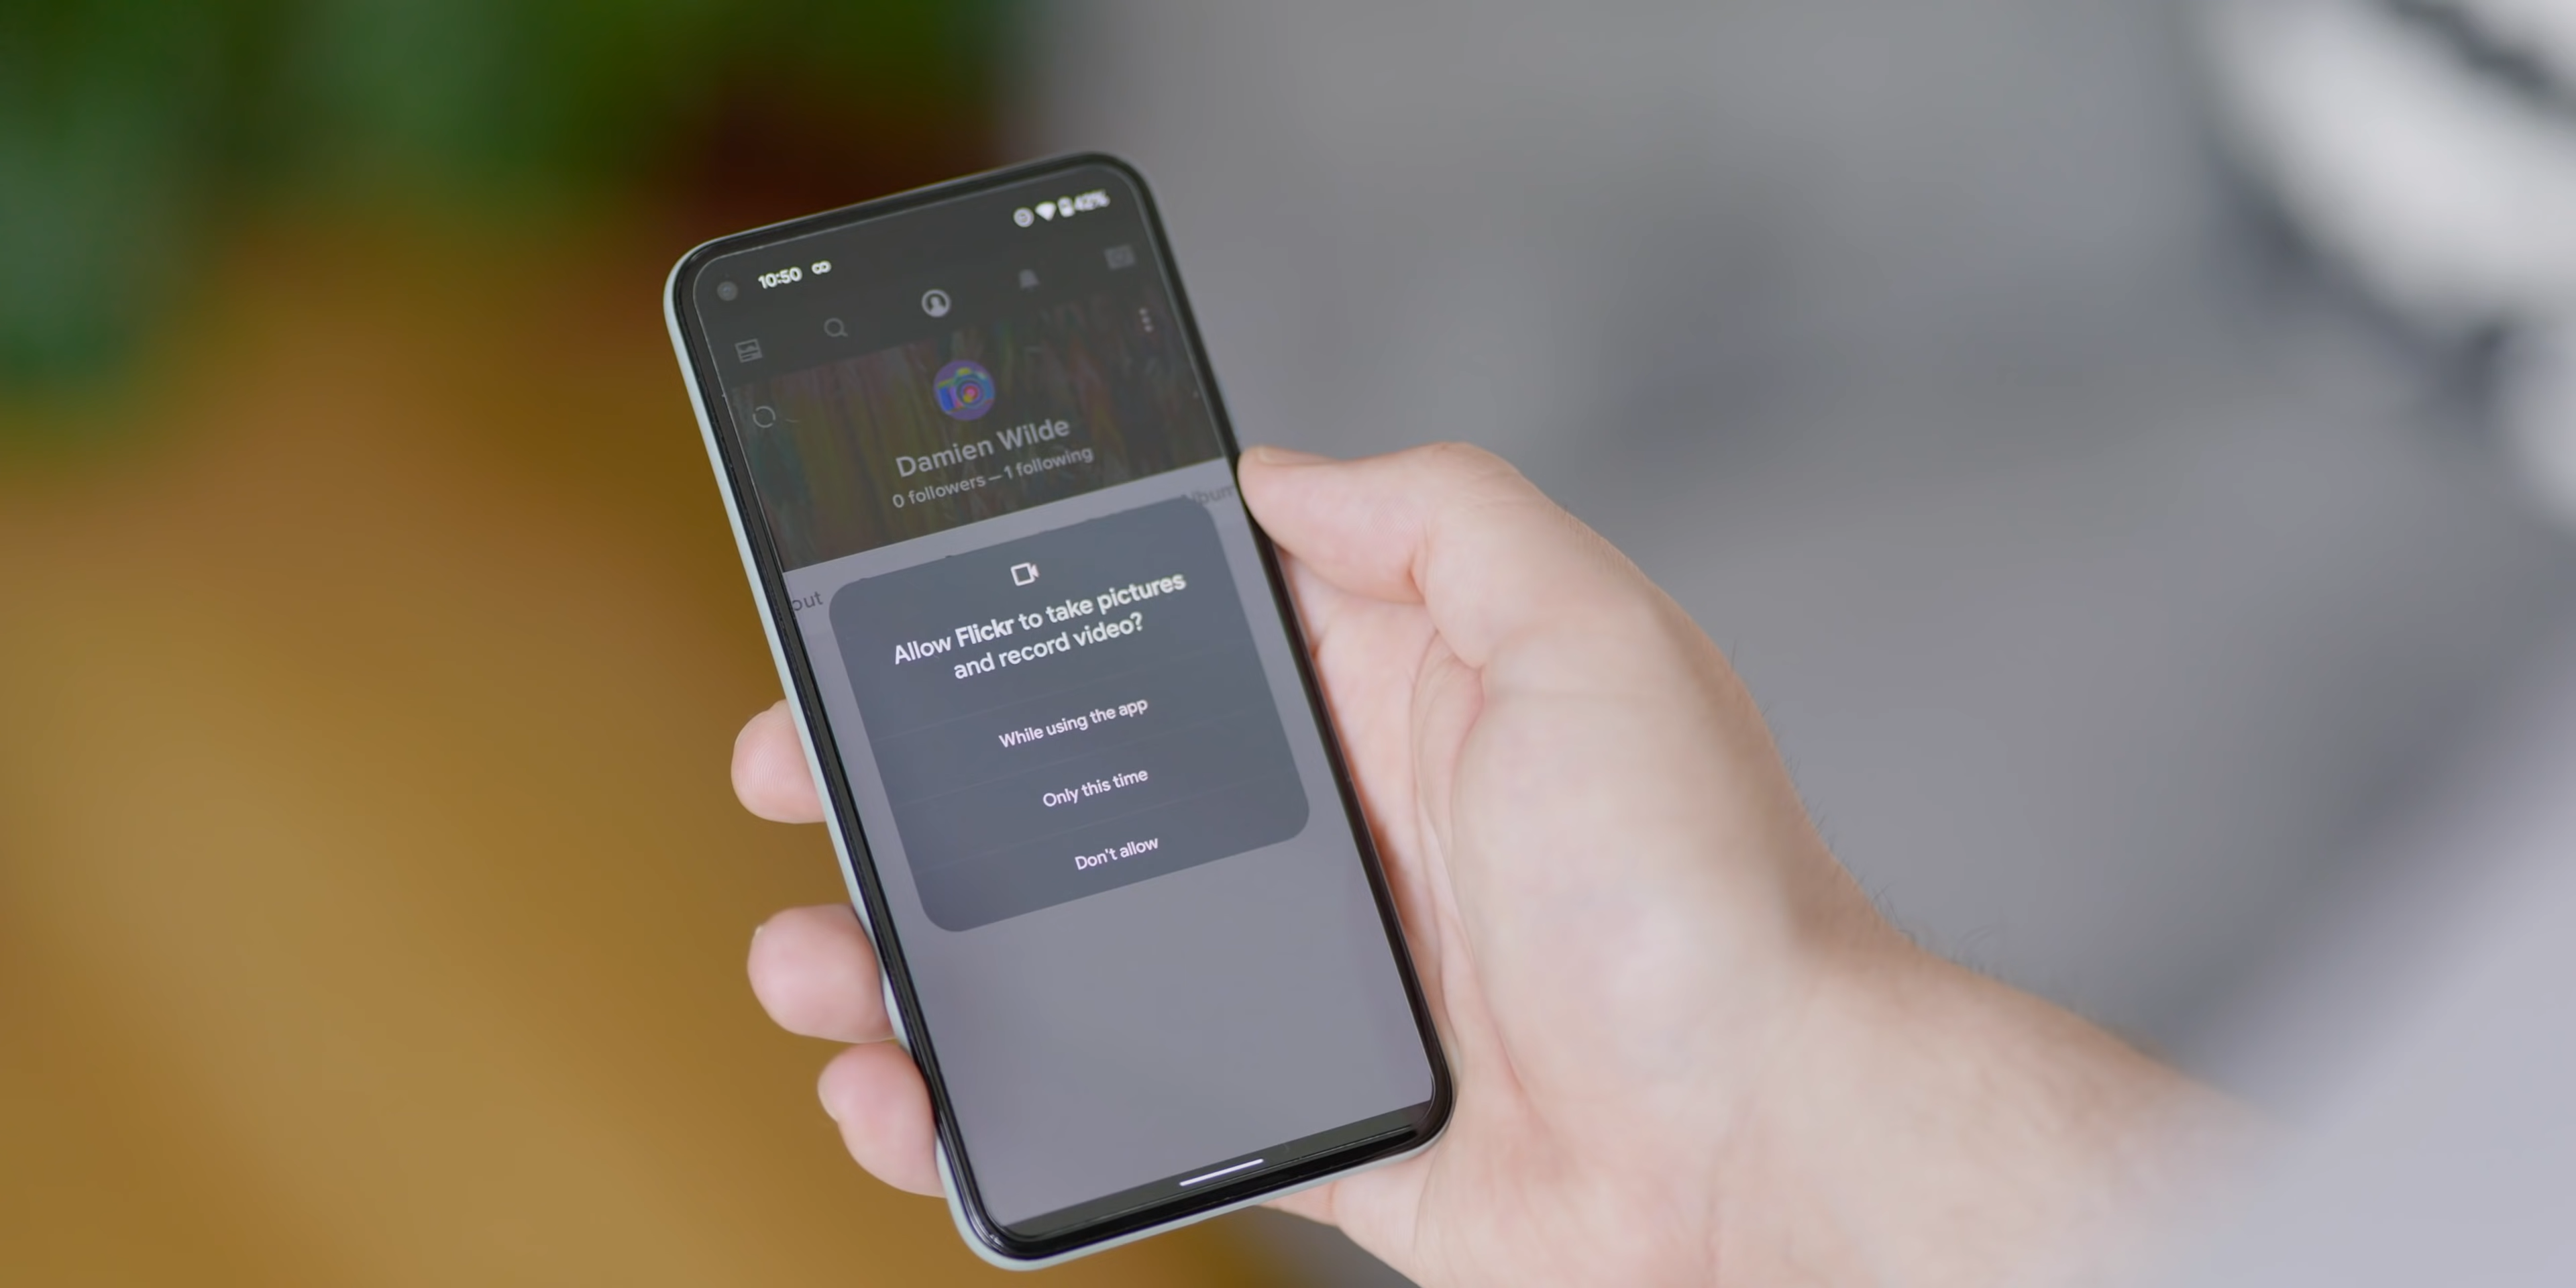 10:50
42%
Damien Wilde
0 followers — 1 following
Allow Flickr to take pictures
and record video?
While using the app
Only this time
Don't allow